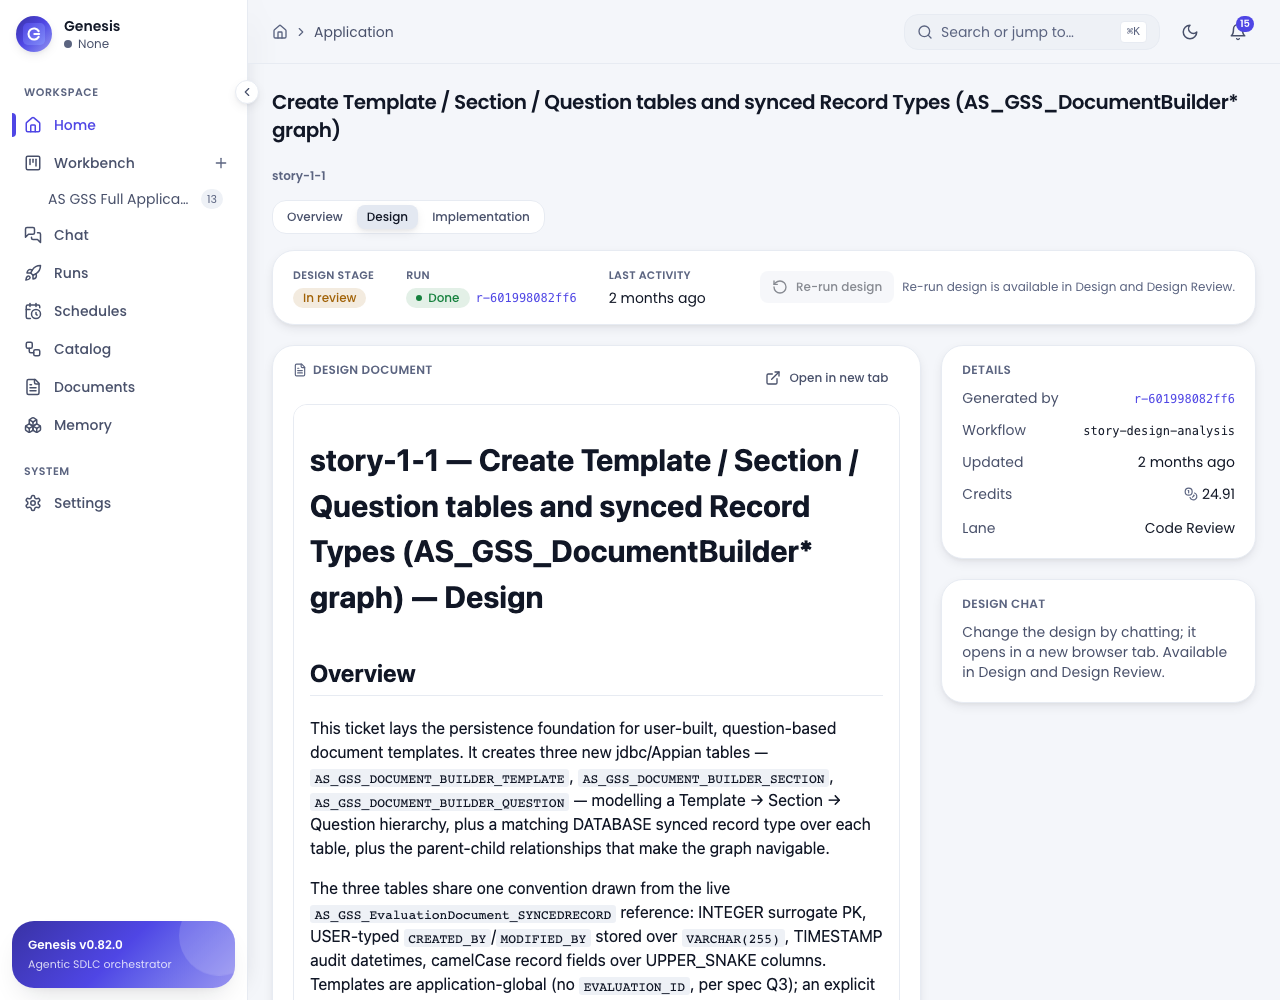 Genesis
None
WORKSPACE
Home
Workbench
AS GSS Full Applica...
13
Chat
Runs
Schedules
Catalog
Documents
Memory
SYSTEM
Settings
Genesis v0.82.0
Agentic SDLC orchestrator
Application
Search or jump to...
⌘K
15
Create Template / Section / Question tables and synced Record Types (AS_GSS_DocumentBuilder*
graph)
story-1-1
Overview
Design
Implementation
DESIGN STAGE
In review
RUN
Done
r-601998082ff6
LAST ACTIVITY
2 months ago
Re-run design
Re-run design is available in Design and Design Review.
DESIGN DOCUMENT
Open in new tab
story-1-1 — Create Template / Section /
Question tables and synced Record
Types (AS_GSS_DocumentBuilder*
graph) — Design
Overview
This ticket lays the persistence foundation for user-built, question-based
document templates. It creates three new jdbc/Appian tables —
AS_GSS_DOCUMENT_BUILDER_TEMPLATE, AS_GSS_DOCUMENT_BUILDER_SECTION,
AS_GSS_DOCUMENT_BUILDER_QUESTION — modelling a Template → Section →
Question hierarchy, plus a matching DATABASE synced record type over each
table, plus the parent-child relationships that make the graph navigable.
The three tables share one convention drawn from the live
AS_GSS_EvaluationDocument_SYNCEDRECORD reference: INTEGER surrogate PK,
USER-typed CREATED_BY/MODIFIED_BY stored over VARCHAR(255), TIMESTAMP
audit datetimes, camelCase record fields over UPPER_SNAKE columns.
Templates are application-global (no EVALUATION_ID, per spec Q3); an explicit
DETAILS
Generated by
r-601998082ff6
Workflow
story-design-analysis
Updated
2 months ago
Credits
24.91
Lane
Code Review
DESIGN CHAT
Change the design by chatting; it
opens in a new browser tab. Available
in Design and Design Review.